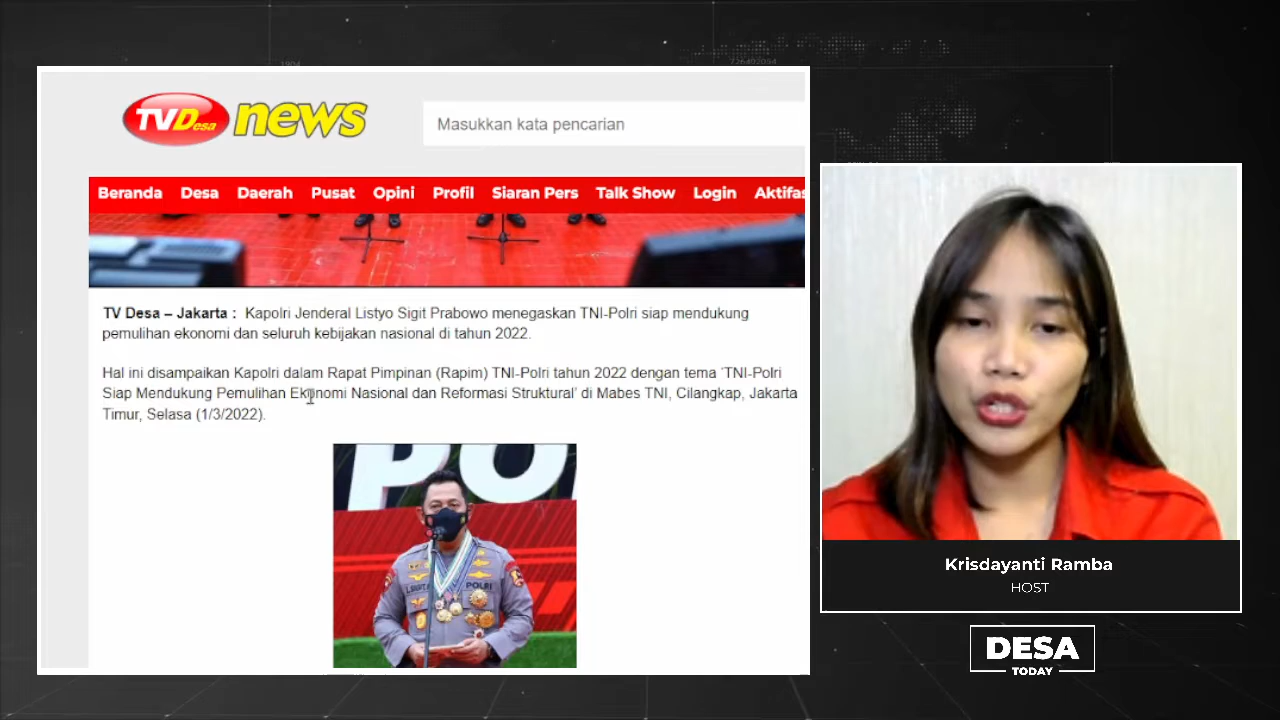 1904
726492094
TVDesa news
Masukkan kata pencarian
Beranda Desa Daerah Pusat Opini Profil Siaran Pers Talk Show Login Aktifas
TV Desa – Jakarta : Kapolri Jenderal Listyo Sigit Prabowo menegaskan TNI-Polri siap mendukung
pemulihan ekonomi dan seluruh kebijakan nasional di tahun 2022.
Hal ini disampaikan Kapolri dalam Rapat Pimpinan (Rapim) TNI-Polri tahun 2022 dengan tema ‘TNI-Polri
Siap Mendukung Pemulihan Ekonomi Nasional dan Reformasi Struktural’ di Mabes TNI, Cilangkap, Jakarta
Timur, Selasa (1/3/2022).
POL
POLRI
Krisdayanti Ramba
HOST
DESA
TODAY